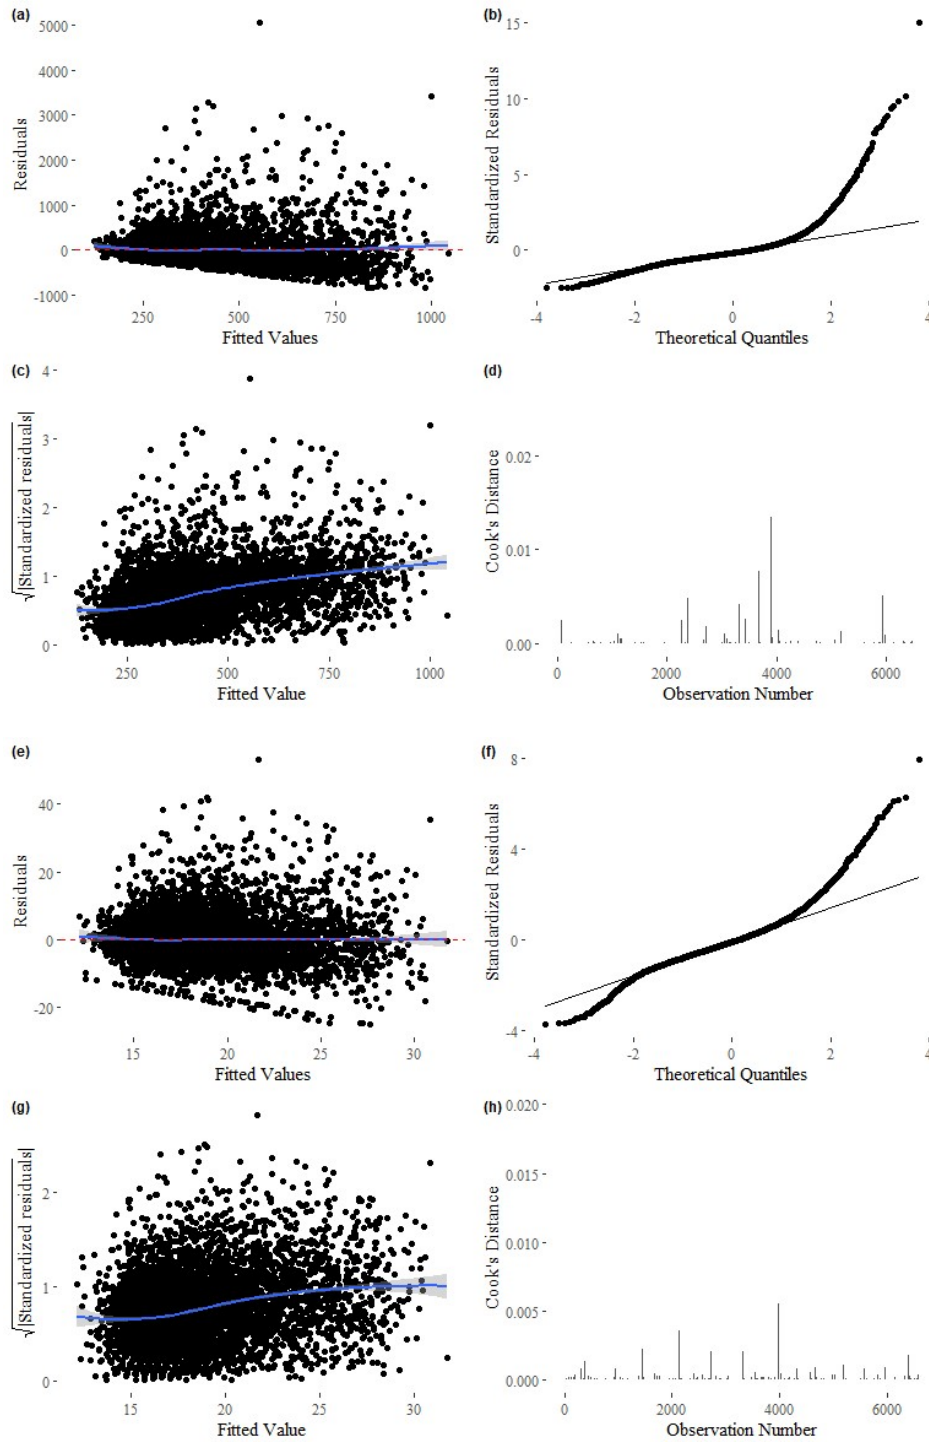 (a)
5000
4000
3000
2000
1000
0
-1000
Residuals
250 500 750 1000
Fitted Values
(b)
15
10
5
0
Standardized Residuals
-4 -2 0 2 4
Theoretical Quantiles
(c)
4
3
2
1
0
√|Standardized residuals|
250 500 750 1000
Fitted Value
(d)
0.02
0.01
0.00
Cook's Distance
0 2000 4000 6000
Observation Number
(e)
40
20
0
-20
Residuals
15 20 25 30
Fitted Values
(f)
8
4
0
-4
Standardized Residuals
-4 -2 0 2 4
Theoretical Quantiles
(g)
2
1
0
√|Standardized residuals|
15 20 25 30
Fitted Value
(h)
0.020
0.015
0.010
0.005
0.000
Cook's Distance
0 2000 4000 6000
Observation Number